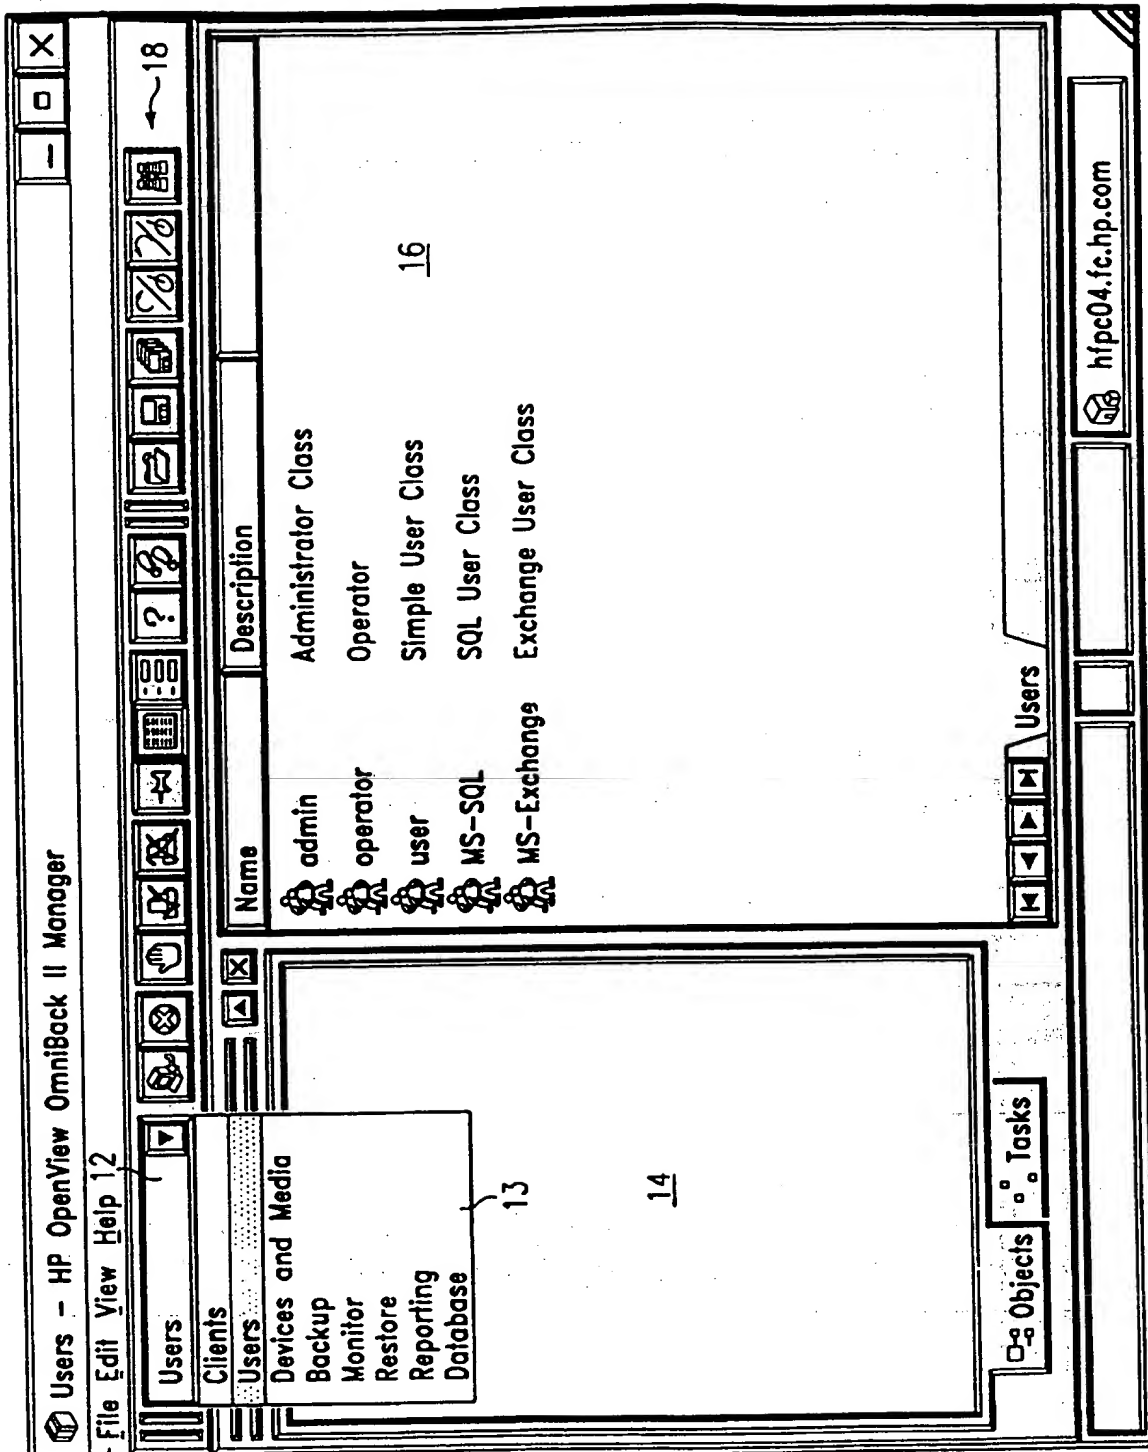 Users - HP OpenView OmniBack II Manager
File Edit View Help 12
Users
18
Clients
Users
Devices and Media
Backup
Monitor
Restore
Reporting
Database
13
14
Name Description
admin Administrator Class
operator Operator
user Simple User Class
MS-SQL SQL User Class
MS-Exchange Exchange User Class
16
Objects Tasks
Users
hfpc04.fc.hp.com